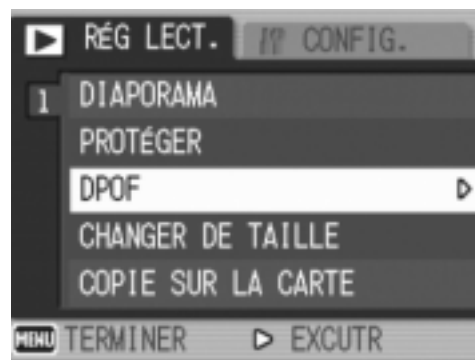 RÉG LECT. CONFIG.
1 DIAPORAMA
PROTÉGER
DPOF
CHANGER DE TAILLE
COPIE SUR LA CARTE
MENU TERMINER EXCUTR